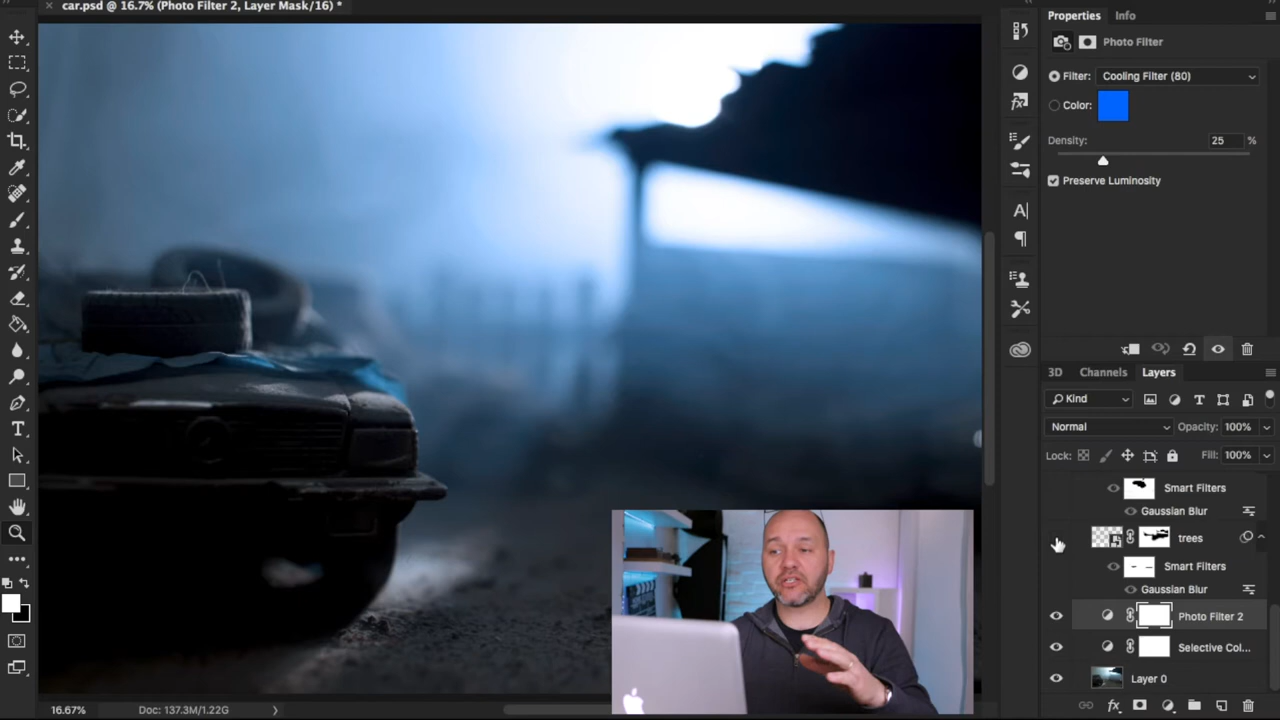 × car.psd @ 16.7% (Photo Filter 2, Layer Mask/16) *
Properties Info
Photo Filter
Filter: Cooling Filter (80)
Color:
Density: 25 %
Preserve Luminosity
3D Channels Layers
Kind
Normal Opacity: 100%
Lock: Fill: 100%
Smart Filters
Gaussian Blur
trees
Smart Filters
Gaussian Blur
Photo Filter 2
Selective Col...
Layer 0
16.67% Doc: 137.3M/1.22G